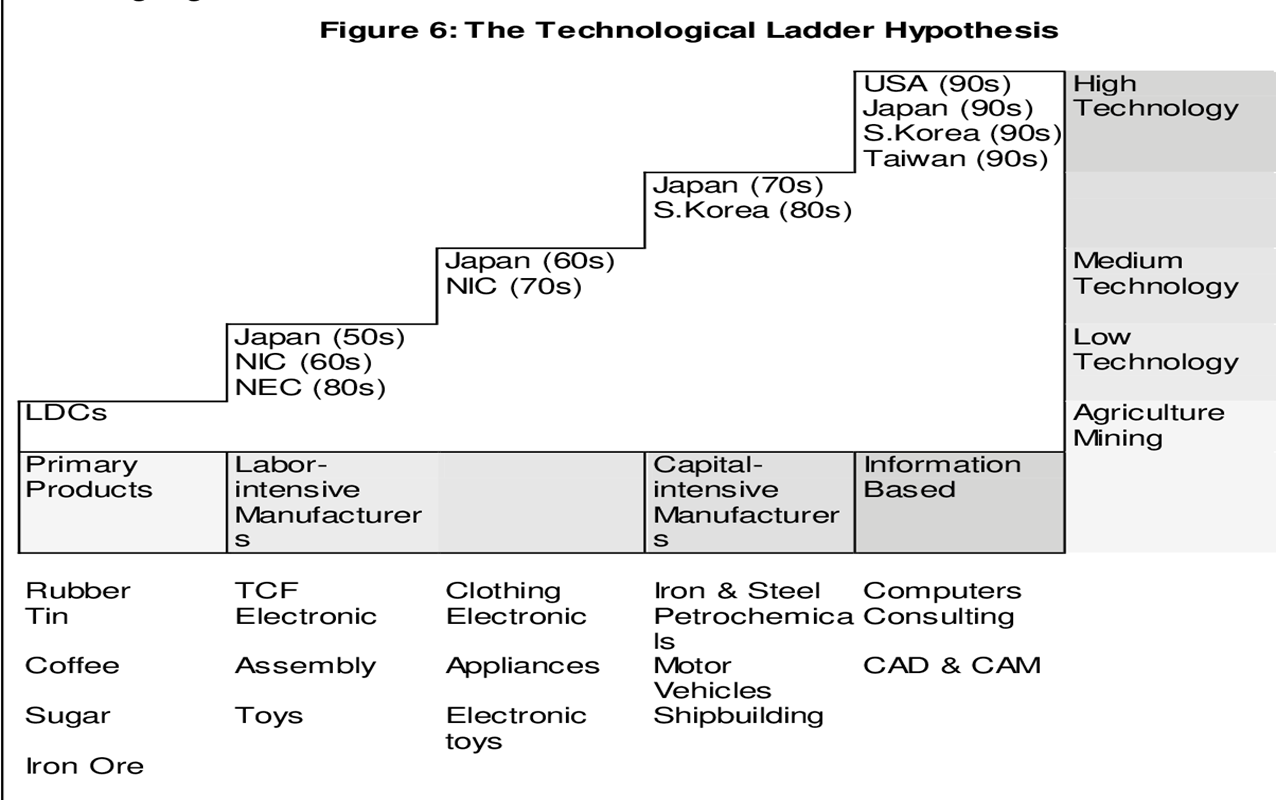 Figure 6: The Technological Ladder Hypothesis
USA (90s)
Japan (90s)
S.Korea (90s)
Taiwan (90s)
High
Technology
Japan (70s)
S.Korea (80s)
Japan (60s)
NIC (70s)
Medium
Technology
Japan (50s)
NIC (60s)
NEC (80s)
Low
Technology
LDCs
Agriculture
Mining
Primary
Products
Labor-
intensive
Manufacturer
s
Capital-
intensive
Manufacturer
s
Information
Based
Rubber
Tin
Coffee
Sugar
Iron Ore
TCF
Electronic
Assembly
Toys
Clothing
Electronic
Appliances
Electronic
toys
Iron & Steel
Petrochemica
ls
Motor
Vehicles
Shipbuilding
Computers
Consulting
CAD & CAM